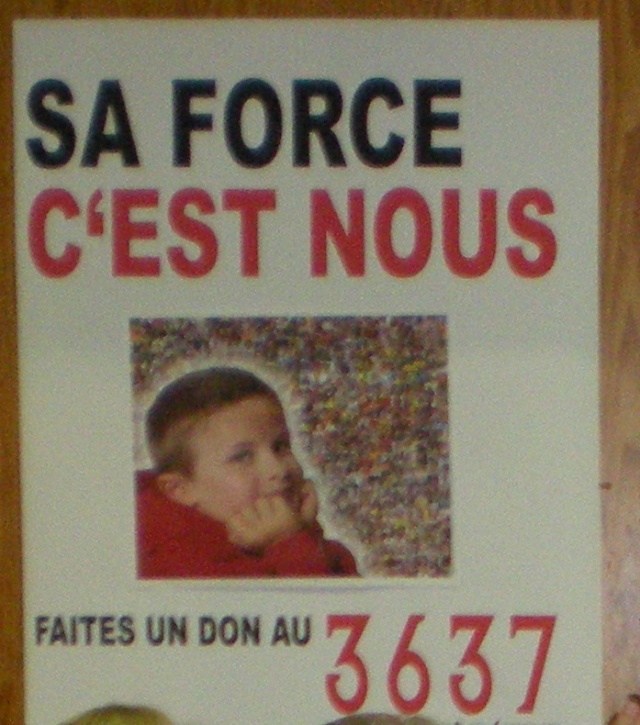 SA FORCE
C‘EST NOUS
FAITES UN DON AU 3637